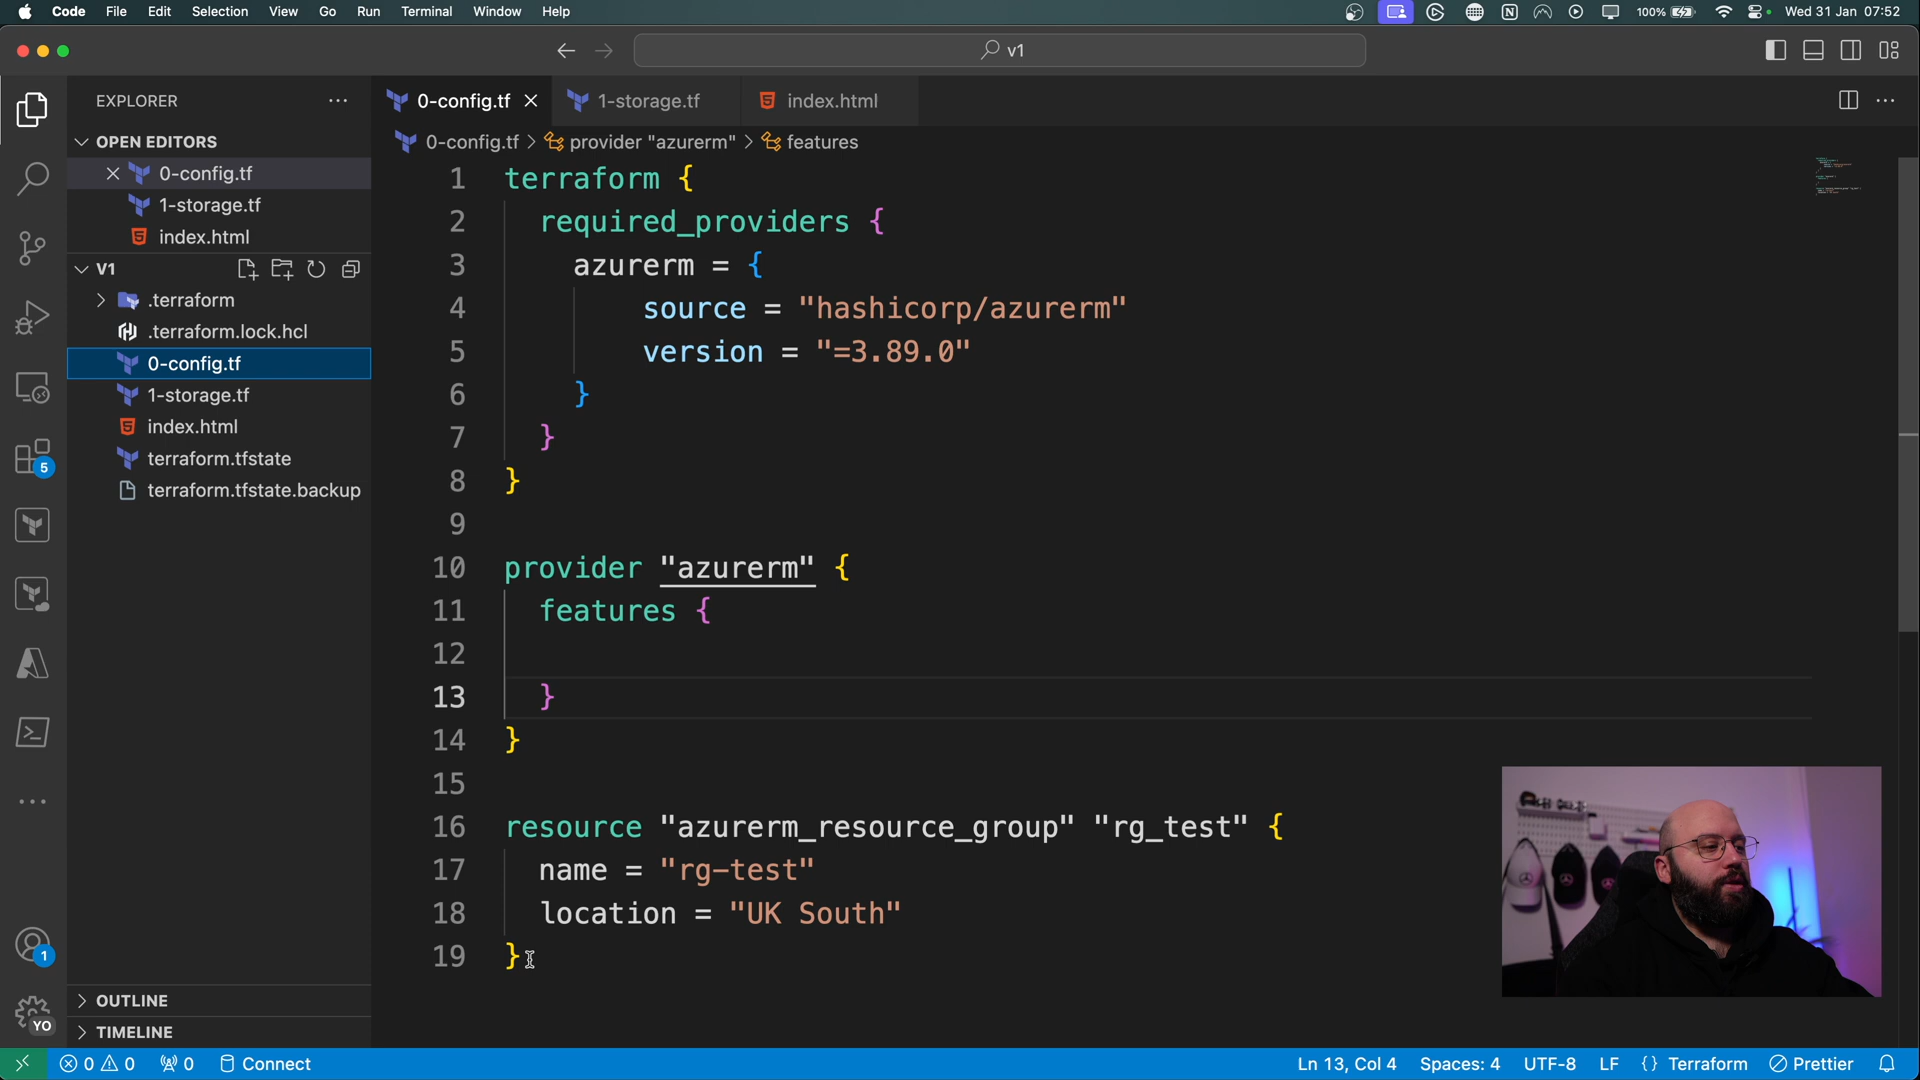 Code File Edit Selection View Go Run Terminal Window Help 100% Wed 31 Jan 07:52
v1
EXPLORER
OPEN EDITORS
0-config.tf
1-storage.tf
index.html
V1
.terraform
.terraform.lock.hcl
0-config.tf
1-storage.tf
index.html
terraform.tfstate
terraform.tfstate.backup
OUTLINE
TIMELINE
5
1
YO
0-config.tf 1-storage.tf index.html
0-config.tf > provider "azurerm" > features
1 terraform {
2 required_providers {
3 azurerm = {
4 source = "hashicorp/azurerm"
5 version = "=3.89.0"
6 }
7 }
8 }
9
10 provider "azurerm" {
11 features {
12
13 }
14 }
15
16 resource "azurerm_resource_group" "rg_test" {
17 name = "rg-test"
18 location = "UK South"
19 }
0 0 0 Connect Ln 13, Col 4 Spaces: 4 UTF-8 LF {} Terraform Prettier